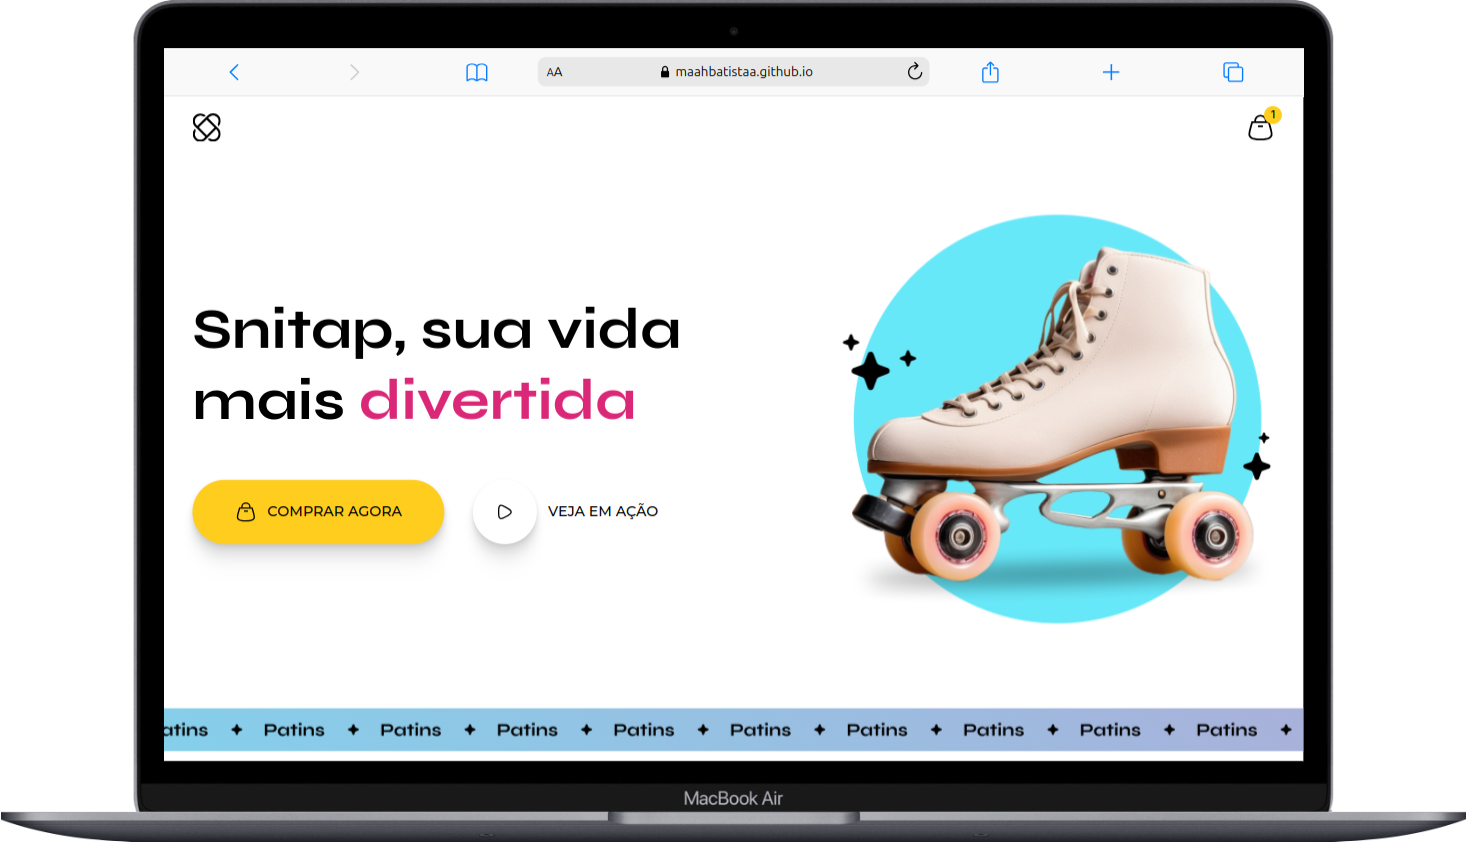 AA
maahbatistaa.github.io
1
Snitap, sua vida
mais divertida
COMPRAR AGORA
VEJA EM AÇÃO
atins ✦ Patins ✦ Patins ✦ Patins ✦ Patins ✦ Patins ✦ Patins ✦ Patins ✦ Patins ✦ Patins ✦
MacBook Air